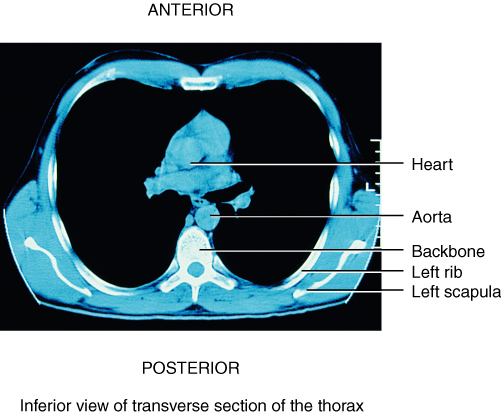 ANTERIOR
Heart
Aorta
Backbone
Left rib
Left scapula
POSTERIOR
Inferior view of transverse section of the thorax